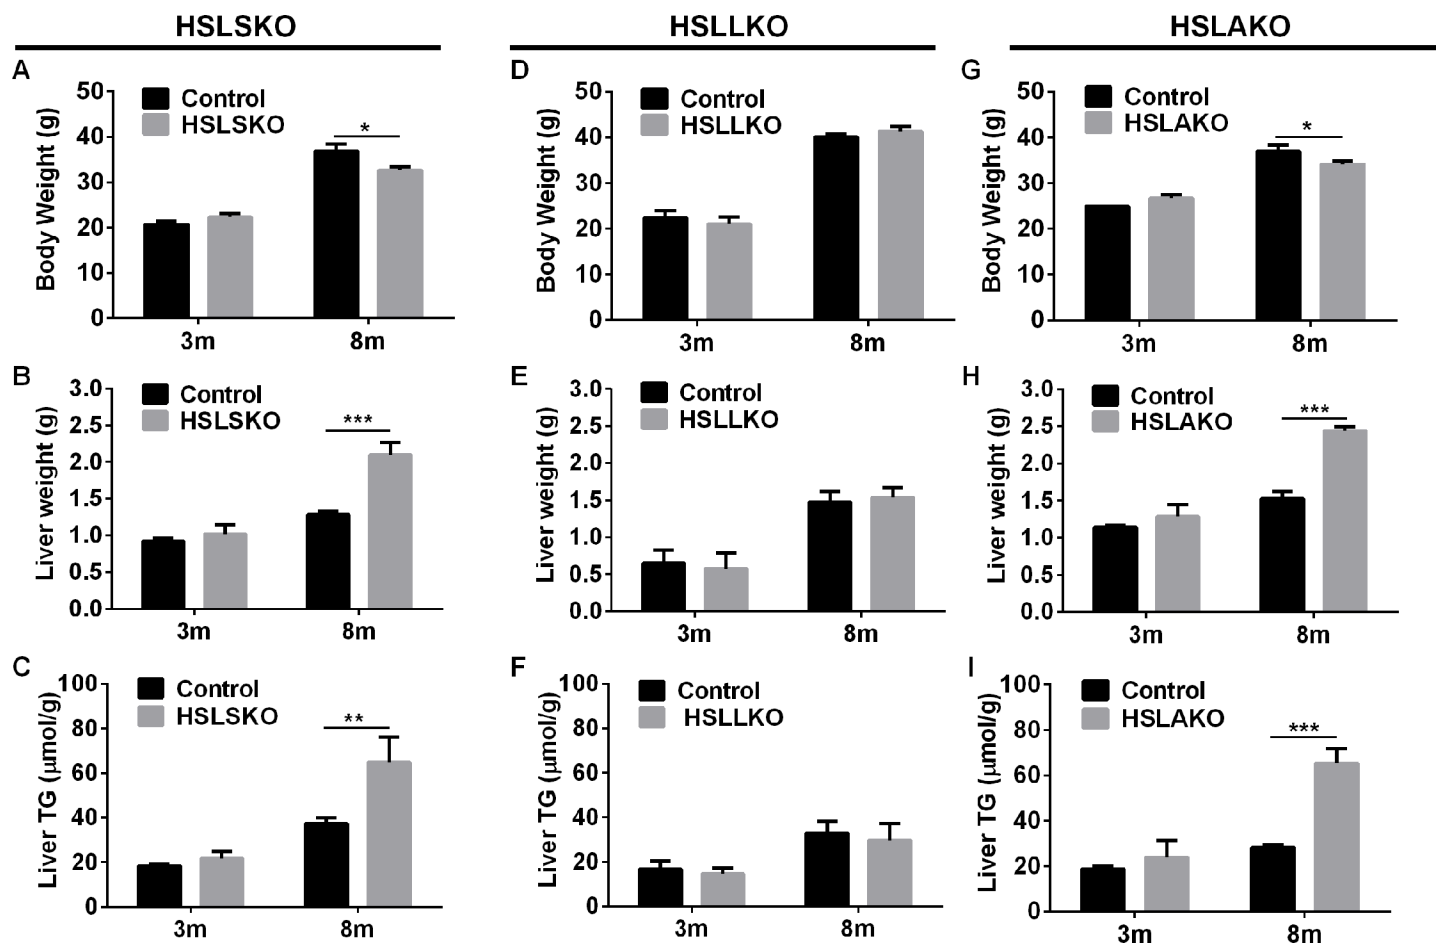 HSLSKO
HSLLKO
HSLAKO
A
Body Weight (g)
50
40
30
20
10
0
Control
HSLSKO
*
3m
8m
D
Body Weight (g)
50
40
30
20
10
0
Control
HSLLKO
3m
8m
G
Body Weight (g)
50
40
30
20
10
0
Control
HSLAKO
*
3m
8m
B
Liver weight (g)
3.0
2.5
2.0
1.5
1.0
0.5
0.0
Control
HSLSKO
***
3m
8m
E
Liver weight (g)
3.0
2.5
2.0
1.5
1.0
0.5
0.0
Control
HSLLKO
3m
8m
H
Liver weight (g)
3.0
2.5
2.0
1.5
1.0
0.5
0.0
Control
HSLAKO
***
3m
8m
C
Liver TG (μmol/g)
100
80
60
40
20
0
Control
HSLSKO
**
3m
8m
F
Liver TG (μmol/g)
100
80
60
40
20
0
Control
HSLLKO
3m
8m
I
Liver TG (μmol/g)
100
80
60
40
20
0
Control
HSLAKO
***
3m
8m